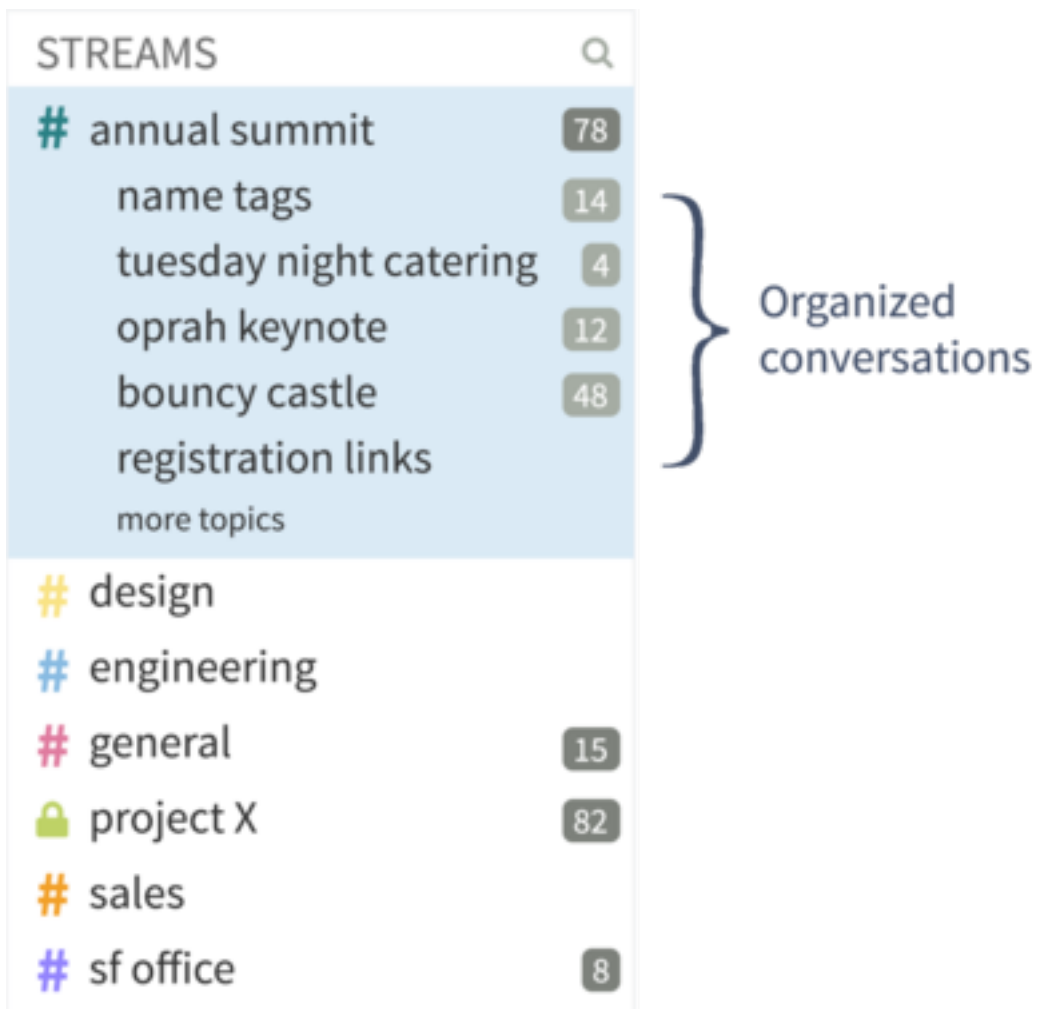 STREAMS
# annual summit 78
name tags 14
tuesday night catering 4
oprah keynote 12
bouncy castle 48
registration links
more topics
Organized
conversations
# design
# engineering
# general 15
project X 82
# sales
# sf office 8